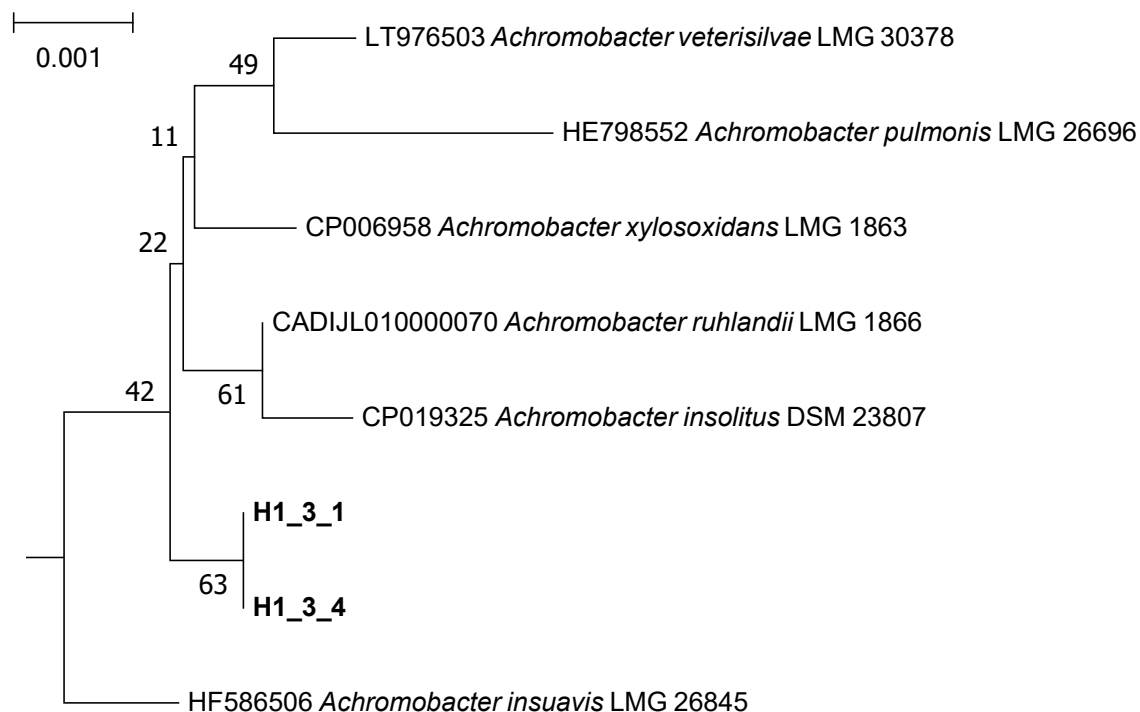 0.001
49
LT976503 Achromobacter veterisilvae LMG 30378
HE798552 Achromobacter pulmonis LMG 26696
11
CP006958 Achromobacter xylosoxidans LMG 1863
22
CADIJL010000070 Achromobacter ruhlandii LMG 1866
61
CP019325 Achromobacter insolitus DSM 23807
42
H1_3_1
63
H1_3_4
HF586506 Achromobacter insuavis LMG 26845